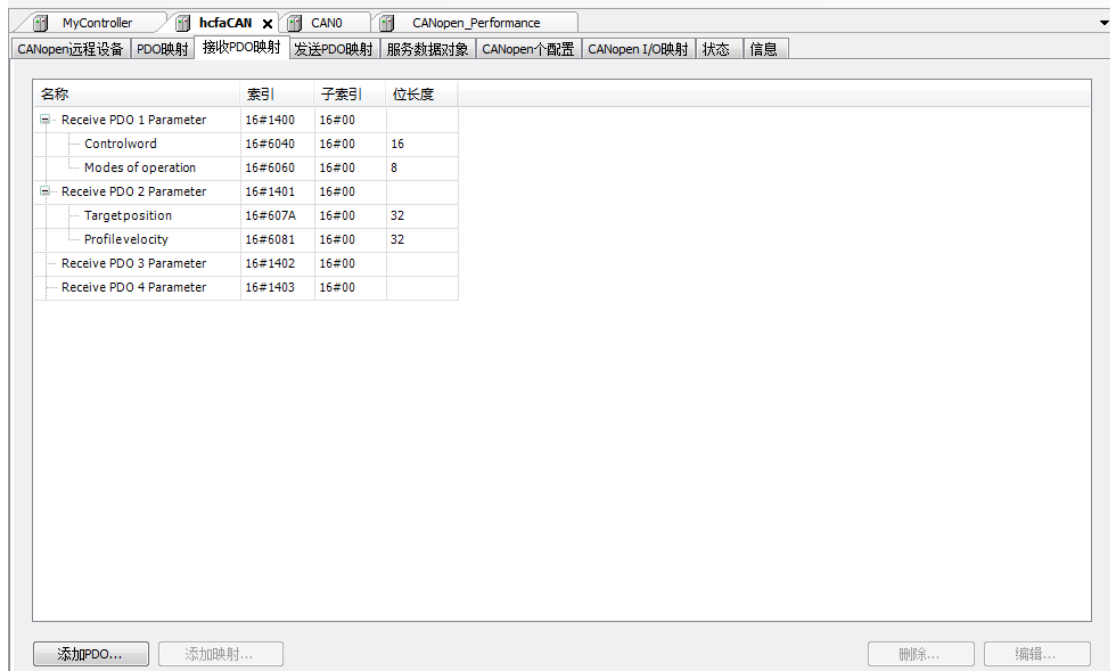 MyController hcfaCAN x CAN0 CANopen_Performance
CANopen远程设备 PDO映射 接收PDO映射 发送PDO映射 服务数据对象 CANopen个配置 CANopen I/O映射 状态 信息
名称 索引 子索引 位长度
Receive PDO 1 Parameter 16#1400 16#00
Controlword 16#6040 16#00 16
Modes of operation 16#6060 16#00 8
Receive PDO 2 Parameter 16#1401 16#00
Targetposition 16#607A 16#00 32
Profilevelocity 16#6081 16#00 32
Receive PDO 3 Parameter 16#1402 16#00
Receive PDO 4 Parameter 16#1403 16#00
添加PDO... 添加映射... 删除... 编辑...